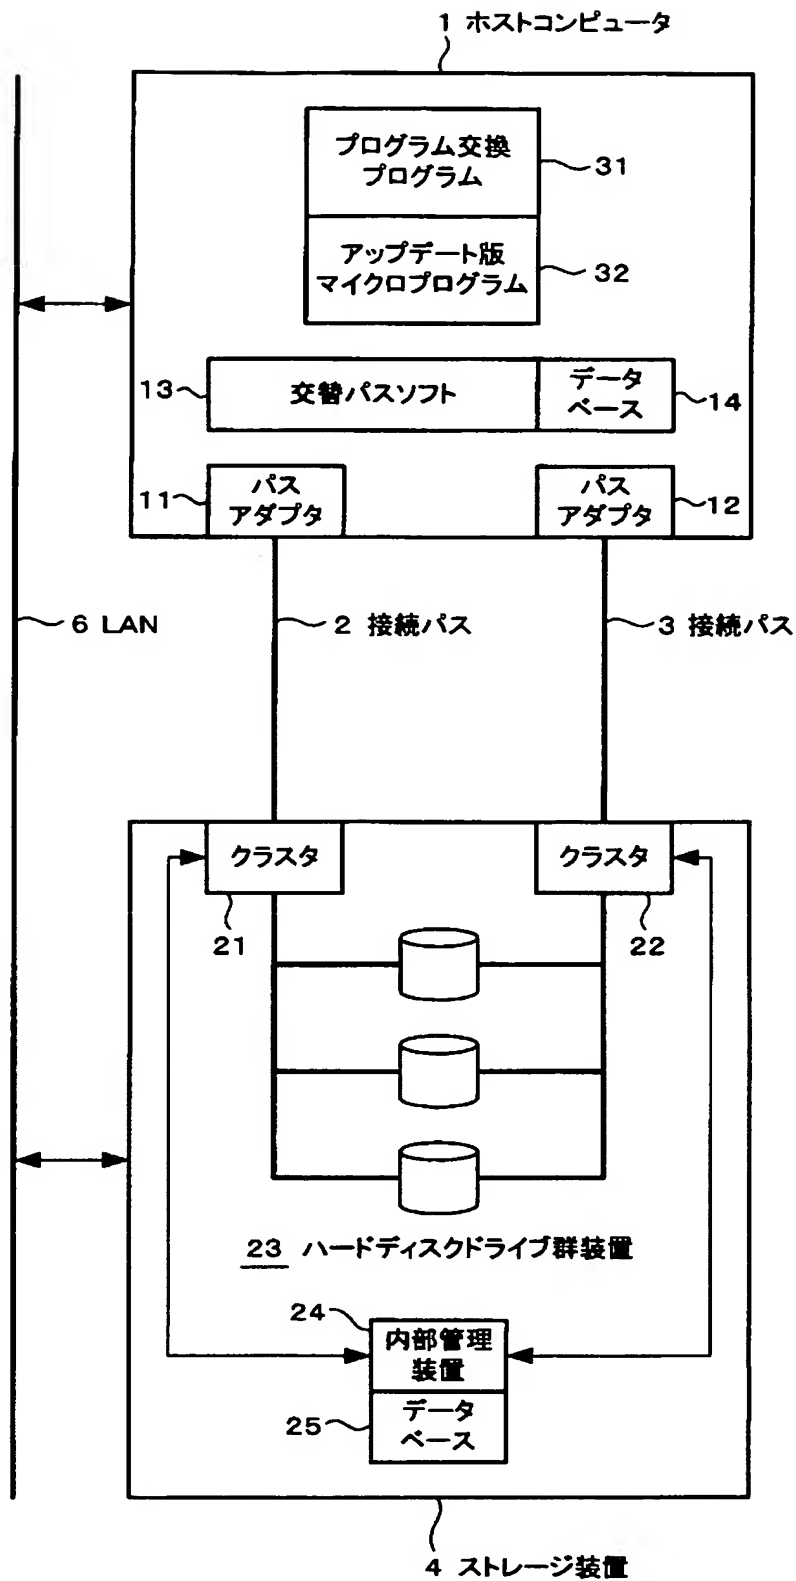 1 ホストコンピュータ
プログラム交換
プログラム
31
アップデート版
マイクロプログラム
32
13
交替パスソフト
データ
ベース
14
11
パス
アダプタ
パス
アダプタ
12
6 LAN
2 接続パス
3 接続パス
クラスタ
クラスタ
21
22
23 ハードディスクドライブ群装置
24
内部管理
装置
25
データ
ベース
4 ストレージ装置